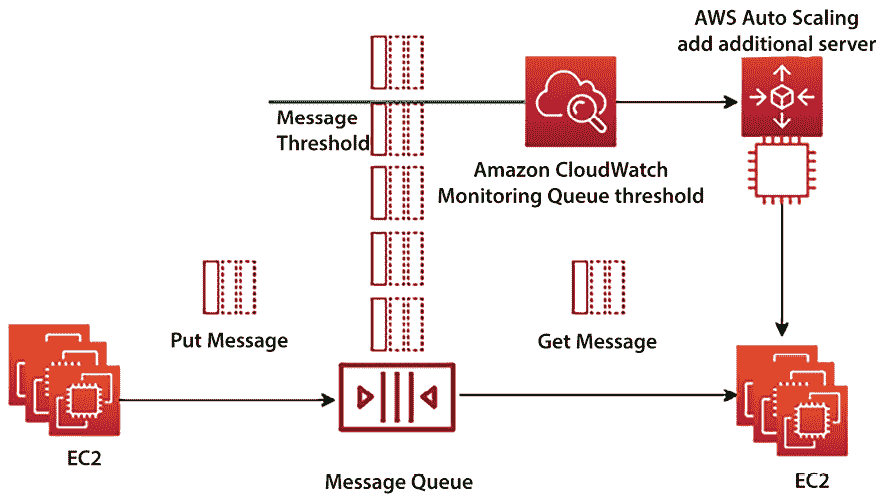 AWS Auto Scaling
add additional server
Message
Threshold
Amazon CloudWatch
Monitoring Queue threshold
Put Message
Get Message
EC2
Message Queue
EC2